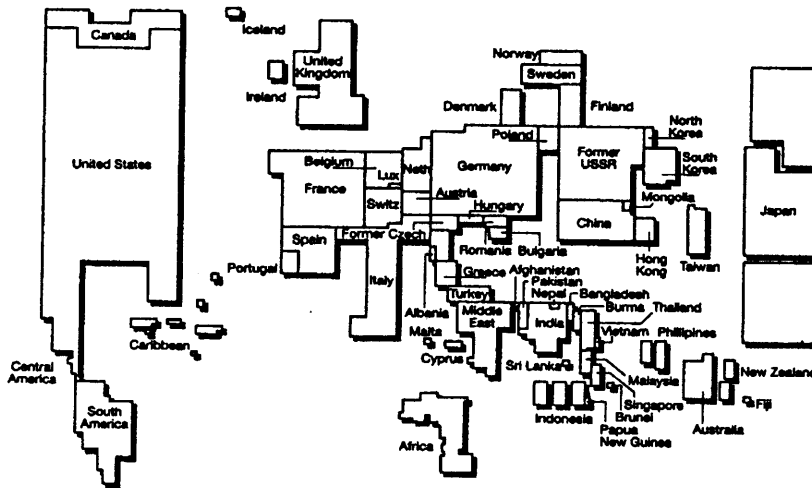 Canada
United States
Central
America
South
America
Caribbean
Iceland
United
Kingdom
Ireland
Norway
Sweden
Denmark
Finland
Poland
North
Korea
Former
USSR
South
Korea
Mongolia
Belgium
Lux
Neth
Germany
France
Austria
Switz
Hungary
Former Czech
China
Japan
Spain
Portugal
Italy
Romania
Bulgaria
Hong
Kong
Taiwan
Greece
Afghanistan
Pakistan
Turkey
Nepal
Bangladesh
Albania
Middle
East
India
Burma
Thailand
Malta
Vietnam
Phillipines
Cyprus
Sri Lanka
Malaysia
New Zealand
Singapore
Brunei
Fiji
Indonesia
Papua
New Guinea
Australia
Africa